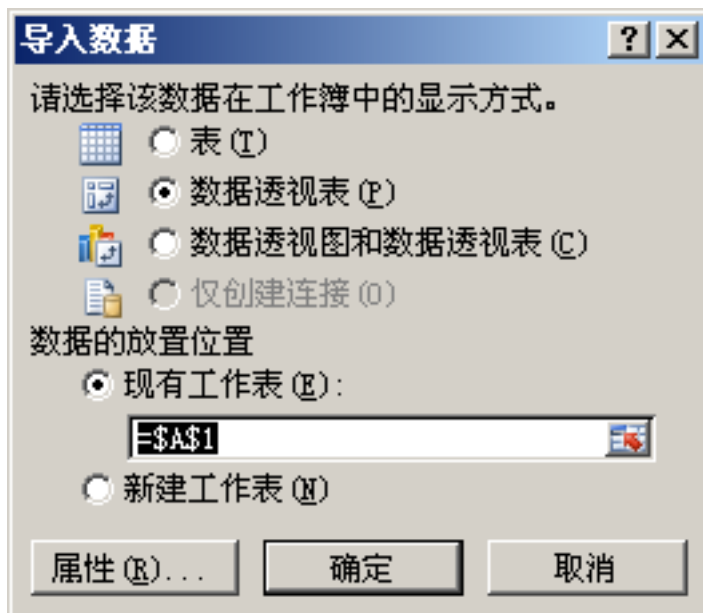 导入数据
请选择该数据在工作簿中的显示方式。
表(T)
数据透视表(P)
数据透视图和数据透视表(C)
仅创建连接(O)
数据的放置位置
现有工作表(E):
=$A$1
新建工作表(N)
属性(R)...
确定
取消